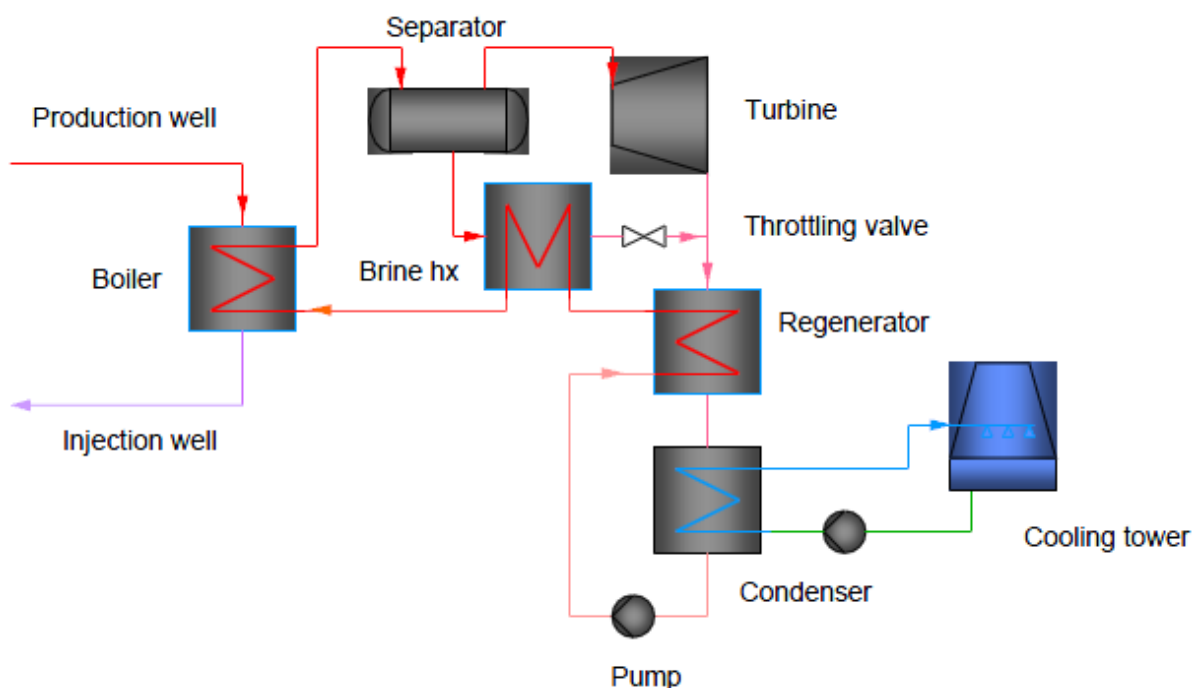 Separator
Production well
Turbine
Throttling valve
Boiler
Brine hx
Regenerator
Injection well
Cooling tower
Condenser
Pump